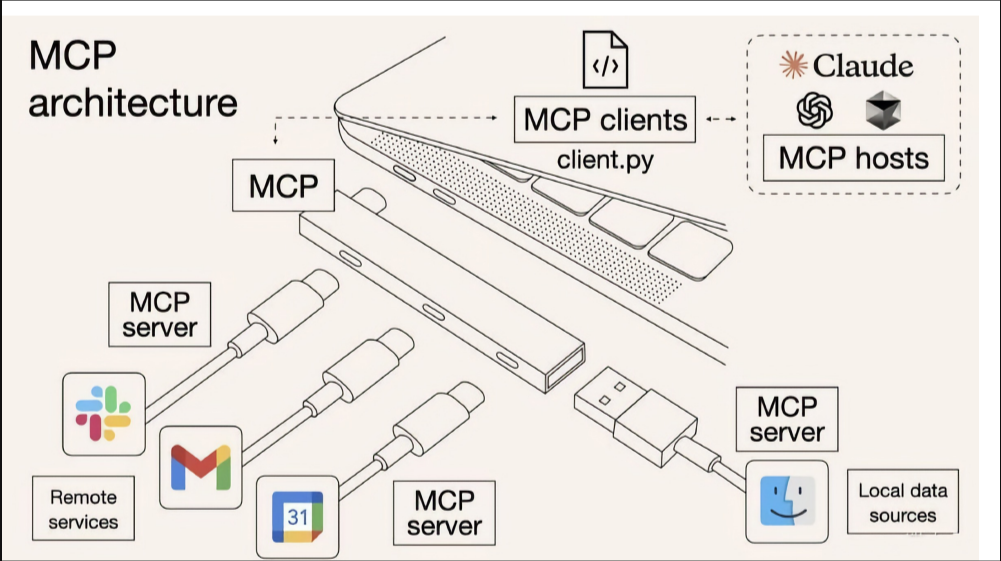 MCP
architecture
</>
Claude
MCP clients
client.py
MCP hosts
MCP
MCP
server
MCP
server
Remote
services
31
MCP
server
Local data
sources